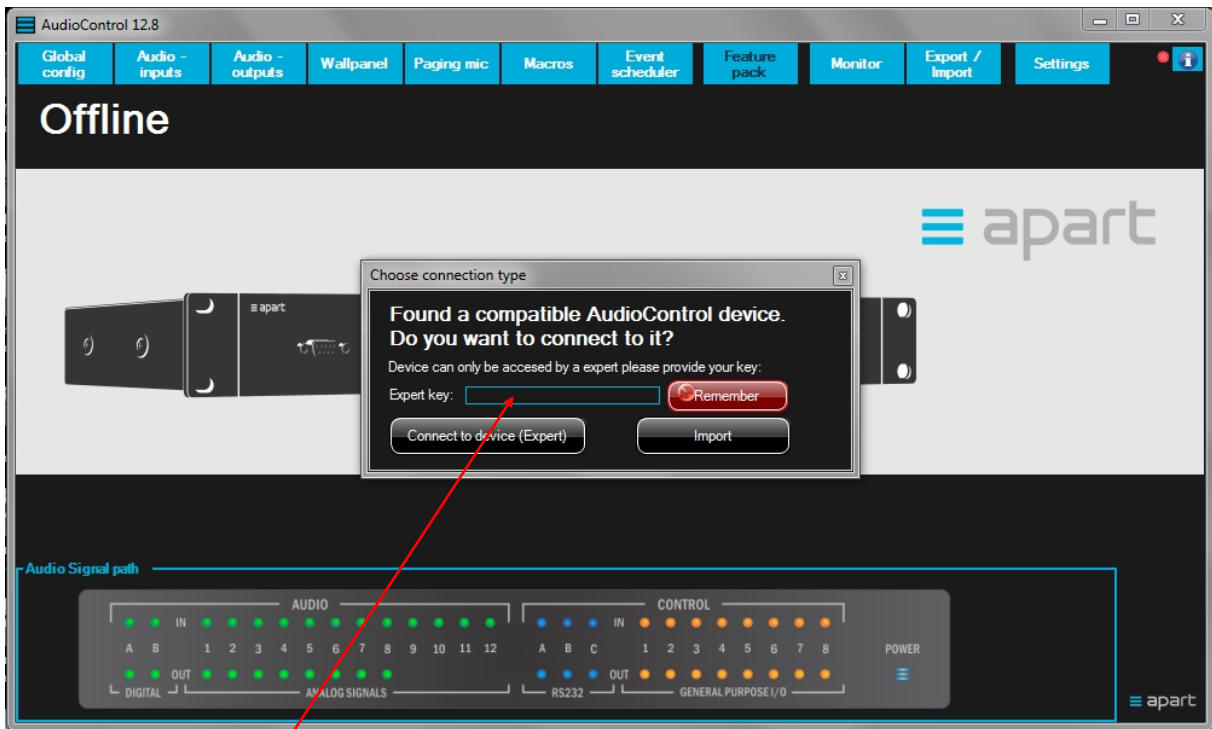 AudioControl 12.8
Global config
Audio - inputs
Audio - outputs
Wallpanel
Paging mic
Macros
Event scheduler
Feature pack
Monitor
Export / Import
Settings
Offline
apart
apart
Choose connection type
Found a compatible AudioControl device.
Do you want to connect to it?
Device can only be accesed by a expert please provide your key:
Expert key:
Remember
Connect to device (Expert)
Import
Audio Signal path
AUDIO
CONTROL
IN
IN
A B 1 2 3 4 5 6 7 8 9 10 11 12 A B C 1 2 3 4 5 6 7 8 POWER
OUT
OUT
DIGITAL ANALOG SIGNALS RS232 GENERAL PURPOSE I/O
apart